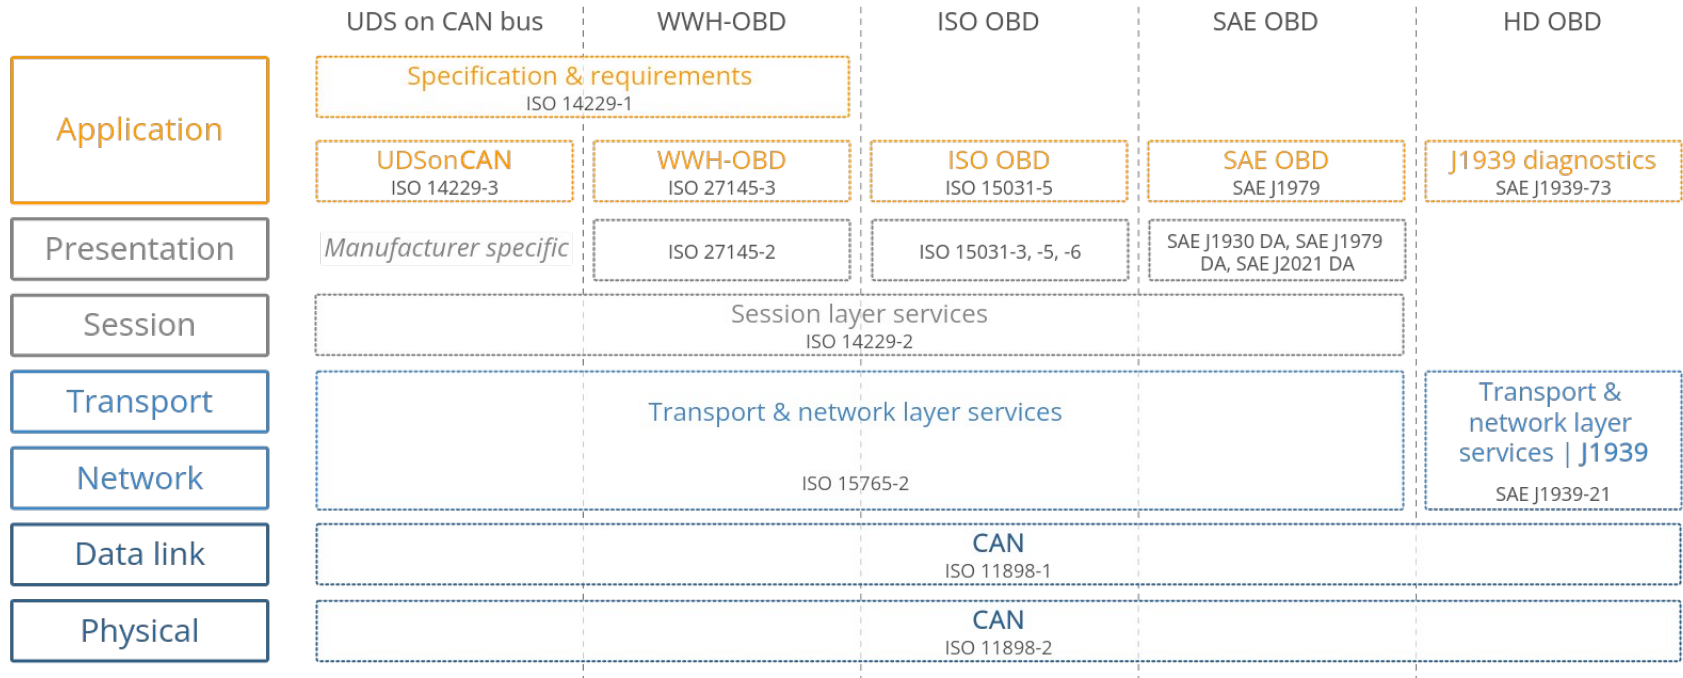 UDS on CAN bus
WWH-OBD
ISO OBD
SAE OBD
HD OBD
Application
Specification & requirements
ISO 14229-1
UDSonCAN
ISO 14229-3
WWH-OBD
ISO 27145-3
ISO OBD
ISO 15031-5
SAE OBD
SAE J1979
J1939 diagnostics
SAE J1939-73
Presentation
Manufacturer specific
ISO 27145-2
ISO 15031-3, -5, -6
SAE J1930 DA, SAE J1979
DA, SAE J2021 DA
Session
Session layer services
ISO 14229-2
Transport
Network
Transport & network layer services
ISO 15765-2
Transport &
network layer
services | J1939
SAE J1939-21
Data link
CAN
ISO 11898-1
Physical
CAN
ISO 11898-2